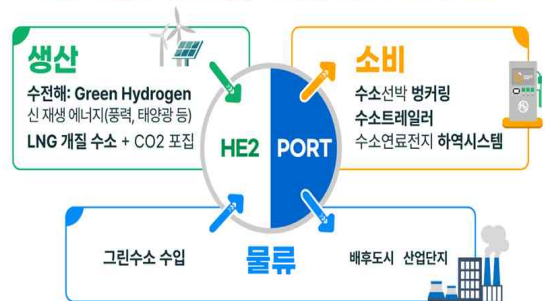 생산
수전해: Green Hydrogen
신 재생 에너지(풍력, 태양광 등)
LNG 개질 수소 + CO2 포집
소비
수소선박 벙커링
수소트레일러
수소연료전지 하역시스템
HE2 PORT
그린수소 수입
물류
배후도시 산업단지